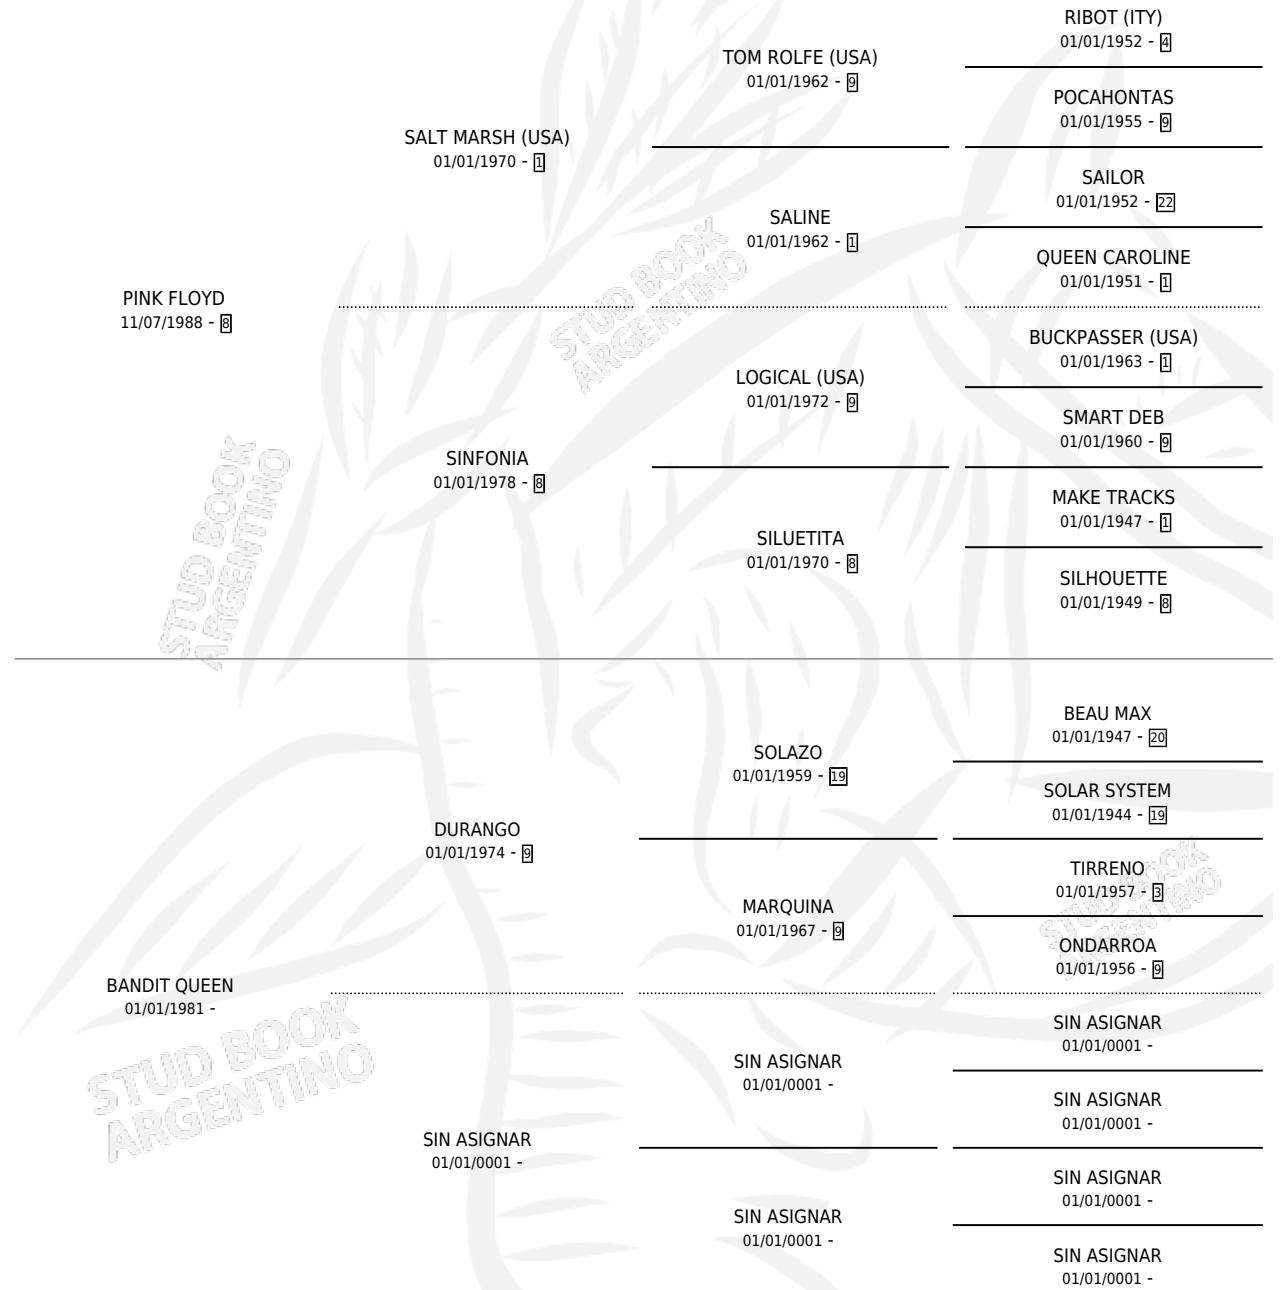 RIBOT (ITY)
01/01/1952 - 4
TOM ROLFE (USA)
01/01/1962 - 9
POCAHONTAS
01/01/1955 - 9
SALT MARSH (USA)
01/01/1970 - 1
SAILOR
01/01/1952 - 22
SALINE
01/01/1962 - 1
QUEEN CAROLINE
01/01/1951 - 1
PINK FLOYD
11/07/1988 - 8
BUCKPASSER (USA)
01/01/1963 - 1
LOGICAL (USA)
01/01/1972 - 9
SMART DEB
01/01/1960 - 9
SINFONIA
01/01/1978 - 8
MAKE TRACKS
01/01/1947 - 1
SILUETITA
01/01/1970 - 8
SILHOUETTE
01/01/1949 - 8
BEAU MAX
01/01/1947 - 20
SOLAZO
01/01/1959 - 19
SOLAR SYSTEM
01/01/1944 - 19
DURANGO
01/01/1974 - 9
TIRRENO
01/01/1957 - 3
MARQUINA
01/01/1967 - 9
ONDARROA
01/01/1956 - 9
BANDIT QUEEN
01/01/1981 -
SIN ASIGNAR
01/01/0001 -
SIN ASIGNAR
01/01/0001 -
SIN ASIGNAR
01/01/0001 -
SIN ASIGNAR
01/01/0001 -
SIN ASIGNAR
01/01/0001 -
SIN ASIGNAR
01/01/0001 -
SIN ASIGNAR
01/01/0001 -
STUD BOOK
ARGENTINO
STUD BOOK
ARGENTINO
STUD BOOK
ARGENTINO
STUD BOOK
ARGENTINO